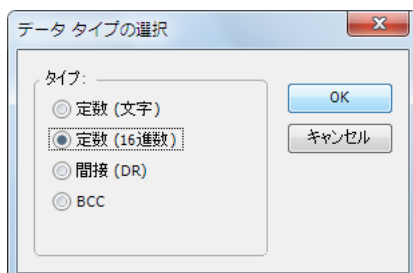 データ タイプの選択
タイプ:
定数 (文字)
定数 (16進数)
間接 (DR)
BCC
OK
キャンセル